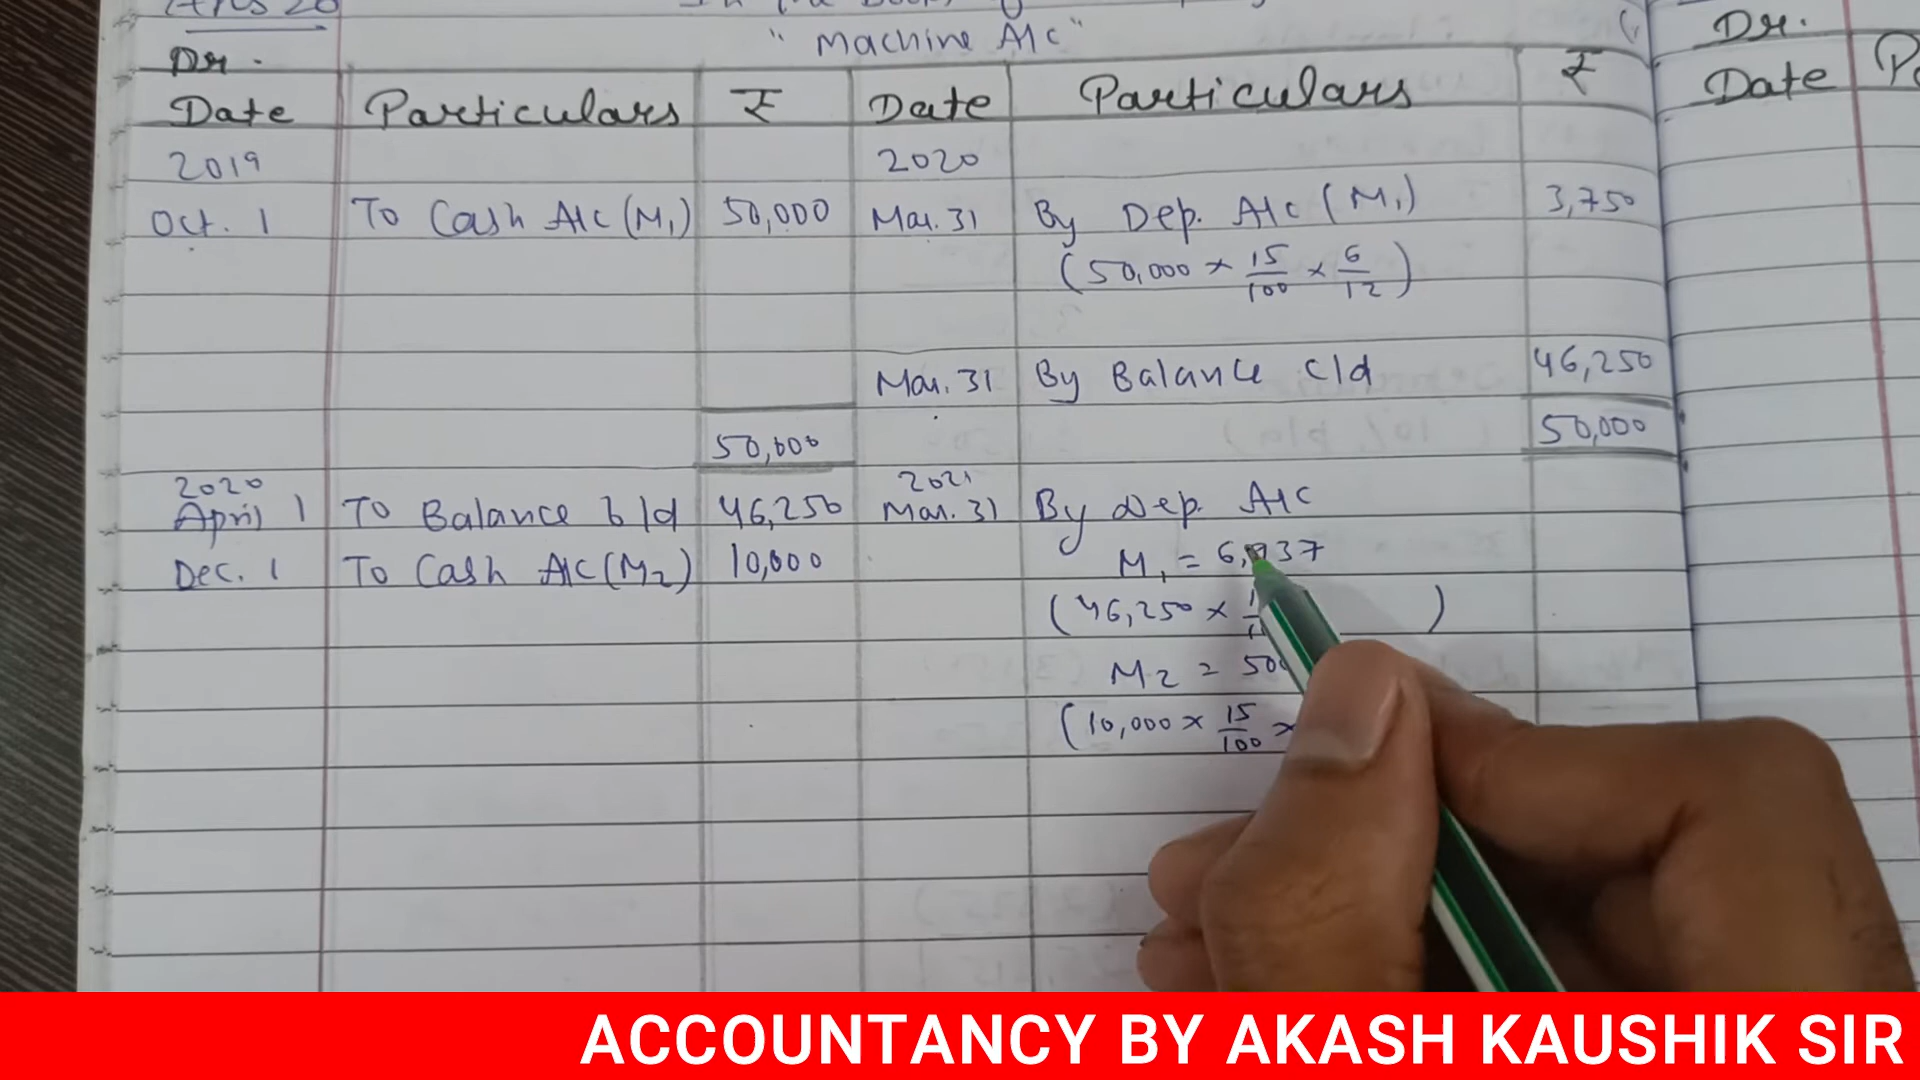 "Machine A/c"
Dr.
Date Particulars ₹ Date Particulars ₹
2019 2020
Oct. 1 To Cash A/c (M1) 50,000 Mar. 31 By Dep. A/c (M1) 3,750
(50,000 × 15/100 × 6/12)
Mar. 31 By Balance c/d 46,250
50,000 50,000
2020 2021
April 1 To Balance b/d 46,250 Mar. 31 By Dep. A/c
Dec. 1 To Cash A/c (M2) 10,000 M1 = 6,937
(46,250 × )
M2 = 500
(10,000 × 15/100 ×
Dr.
Date
ACCOUNTANCY BY AKASH KAUSHIK SIR